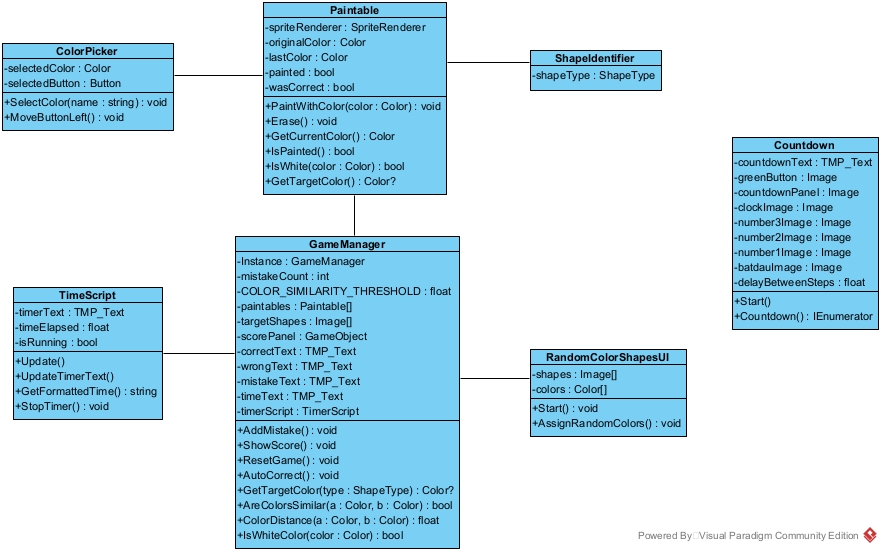 Paintable
-spriteRenderer : SpriteRenderer
-originalColor : Color
-lastColor : Color
-painted : bool
-wasCorrect : bool
+PaintWithColor(color : Color) : void
+Erase() : void
+GetCurrentColor() : Color
+IsPainted() : bool
+IsWhite(color : Color) : bool
+GetTargetColor() : Color?
ColorPicker
-selectedColor : Color
-selectedButton : Button
+SelectColor(name : string) : void
+MoveButtonLeft() : void
ShapeIdentifier
-shapeType : ShapeType
Countdown
-countdownText : TMP_Text
-greenButton : Image
-countdownPanel : Image
-clockImage : Image
-number3Image : Image
-number2Image : Image
-number1Image : Image
-batdauImage : Image
-delayBetweenSteps : float
+Start()
+Countdown() : IEnumerator
GameManager
-Instance : GameManager
-mistakeCount : int
-COLOR_SIMILARITY_THRESHOLD : float
-paintables : Paintable[]
-targetShapes : Image[]
-scorePanel : GameObject
-correctText : TMP_Text
-wrongText : TMP_Text
-mistakeText : TMP_Text
-timeText : TMP_Text
-timerScript : TimerScript
+AddMistake() : void
+ShowScore() : void
+ResetGame() : void
+AutoCorrect() : void
+GetTargetColor(type : ShapeType) : Color?
+AreColorsSimilar(a : Color, b : Color) : bool
+ColorDistance(a : Color, b : Color) : float
+IsWhiteColor(color : Color) : bool
TimeScript
-timerText : TMP_Text
-timeElapsed : float
-isRunning : bool
+Update()
+UpdateTimerText()
+GetFormattedTime() : string
+StopTimer() : void
RandomColorShapesUI
-shapes : Image[]
-colors : Color[]
+Start() : void
+AssignRandomColors() : void
Powered By Visual Paradigm Community Edition